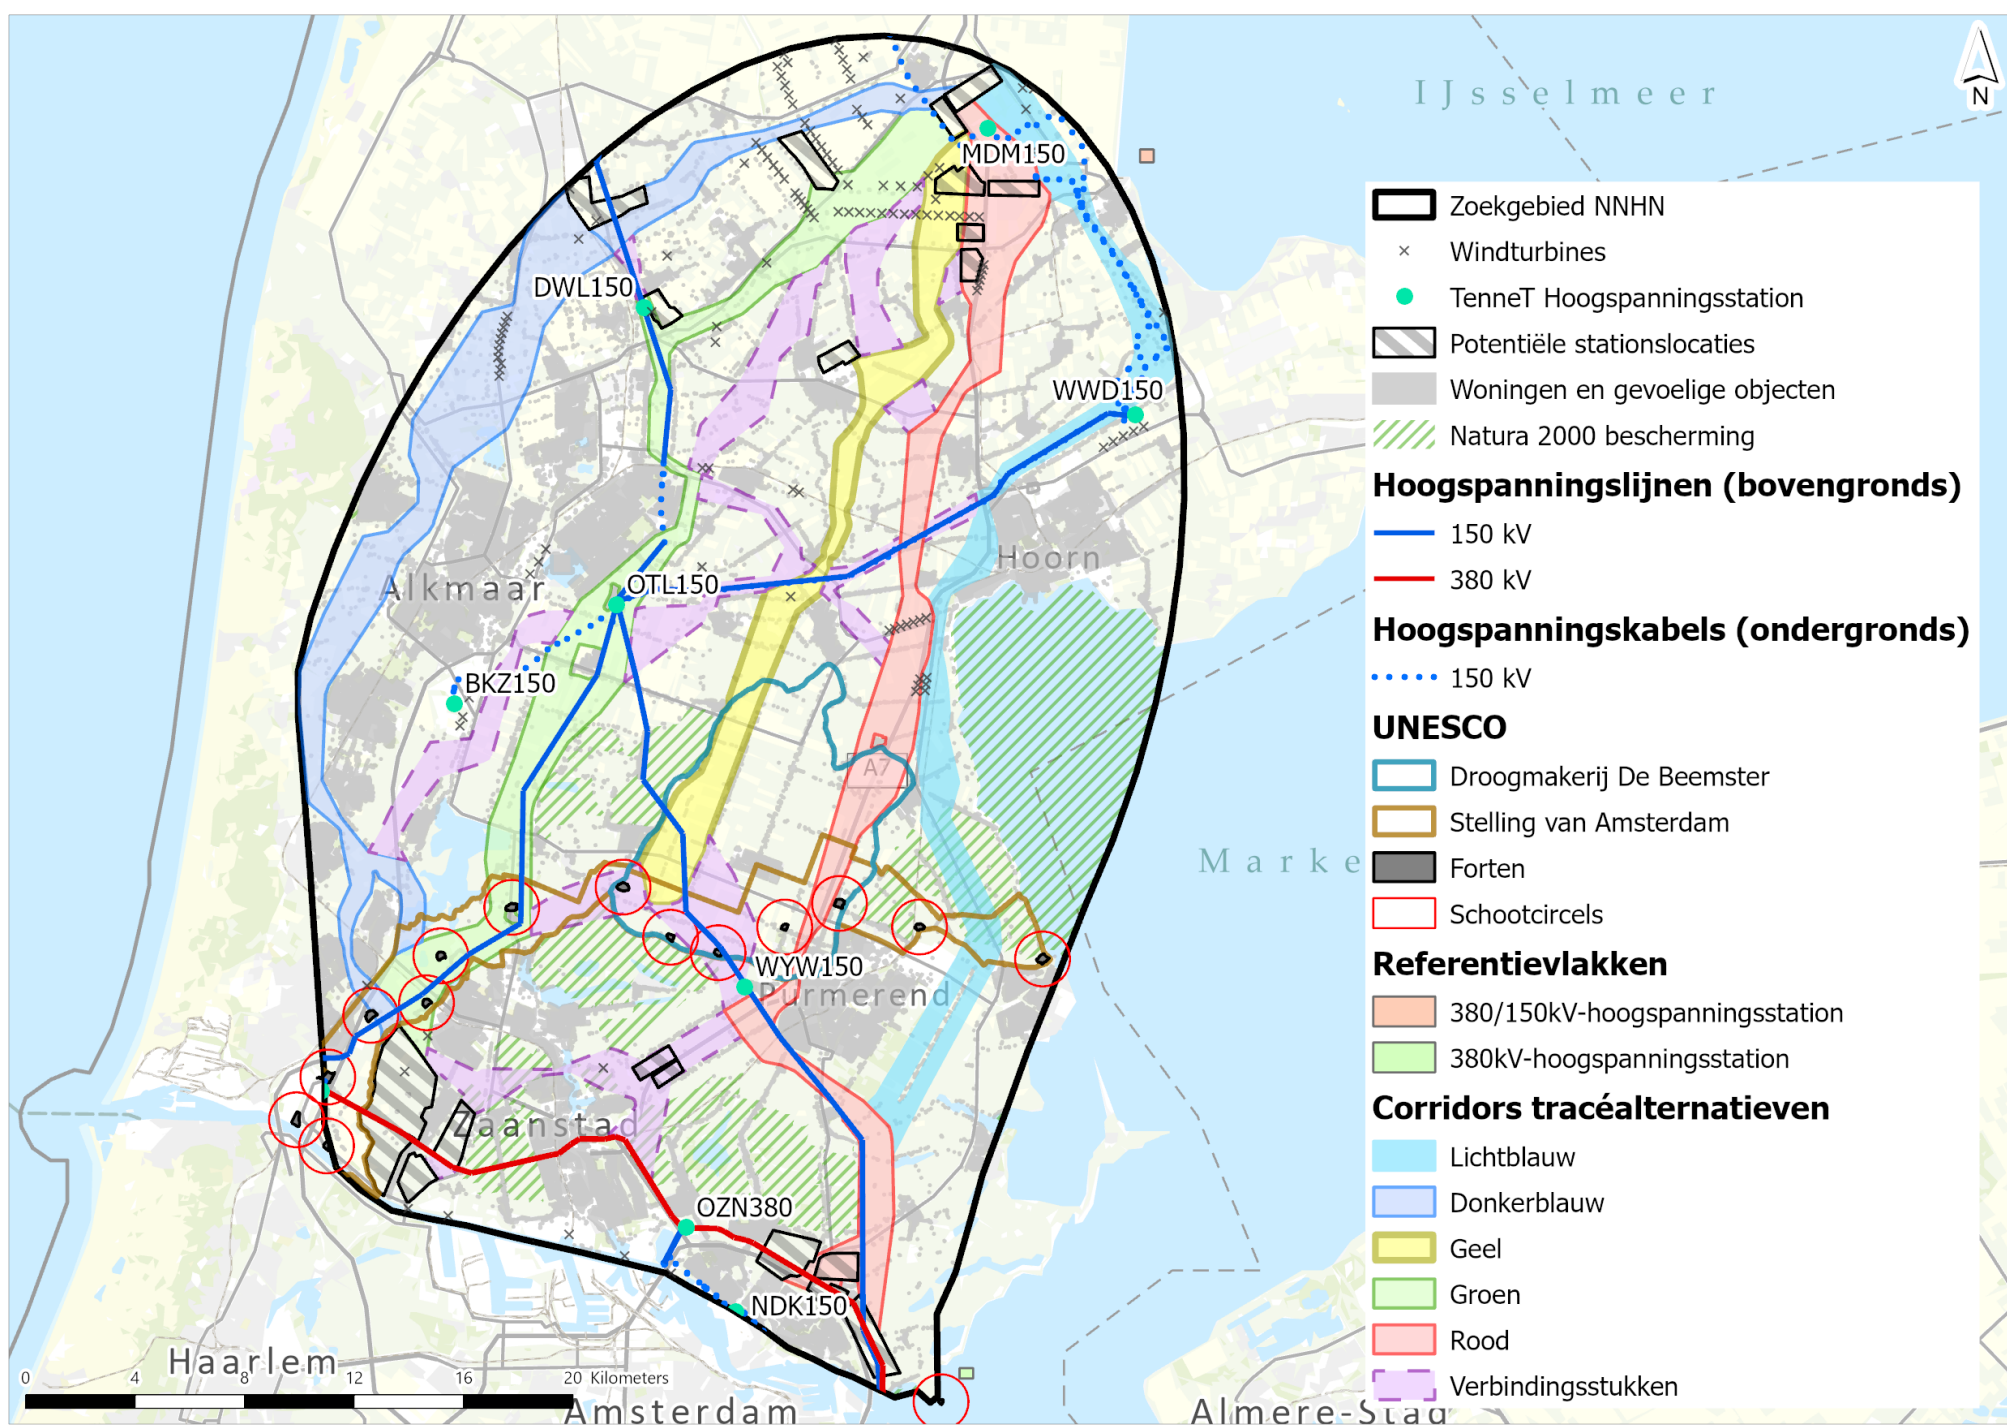 IJsselmeer
N
MDM150
DWL150
WWD150
Hoorn
Alkmaar
OTL150
BKZ150
A7
Marke
WYW150
Purmerend
Zaanstad
OZN380
NDK150
Haarlem
0 4 8 12 16 20 Kilometers
Amsterdam
Almere-Stad
Zoekgebied NNHN
Windturbines
TenneT Hoogspanningsstation
Potentiële stationslocaties
Woningen en gevoelige objecten
Natura 2000 bescherming
Hoogspanningslijnen (bovengronds)
150 kV
380 kV
Hoogspanningskabels (ondergronds)
150 kV
UNESCO
Droogmakerij De Beemster
Stelling van Amsterdam
Forten
Schootcircels
Referentievlakken
380/150kV-hoogspanningsstation
380kV-hoogspanningsstation
Corridors tracéalternatieven
Lichtblauw
Donkerblauw
Geel
Groen
Rood
Verbindingsstukken